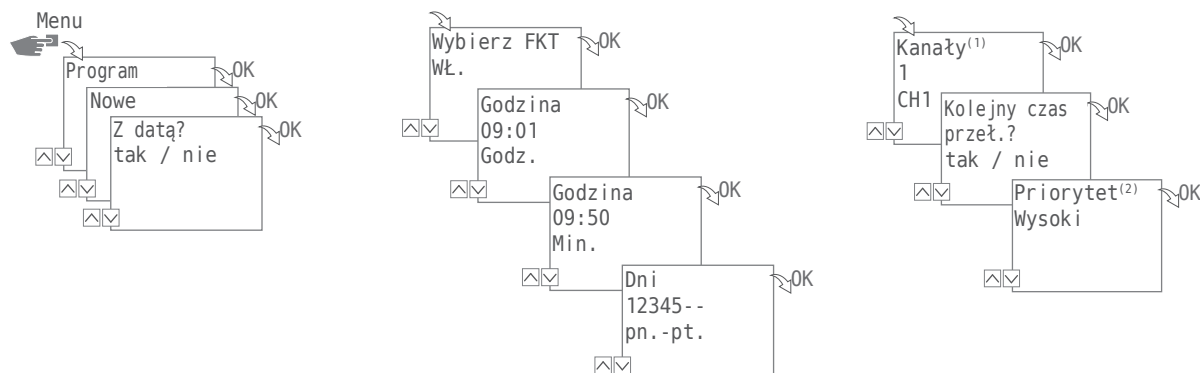 Menu
Program
OK
Nowe
OK
Z datą?
tak / nie
OK
Wybierz FKT
WŁ.
OK
Godzina
09:01
Godz.
OK
Godzina
09:50
Min.
OK
Dni
12345--
pn.-pt.
OK
Kanały(1)
1
CH1
OK
Kolejny czas
przeł.?
tak / nie
OK
Priorytet(2)
Wysoki
OK